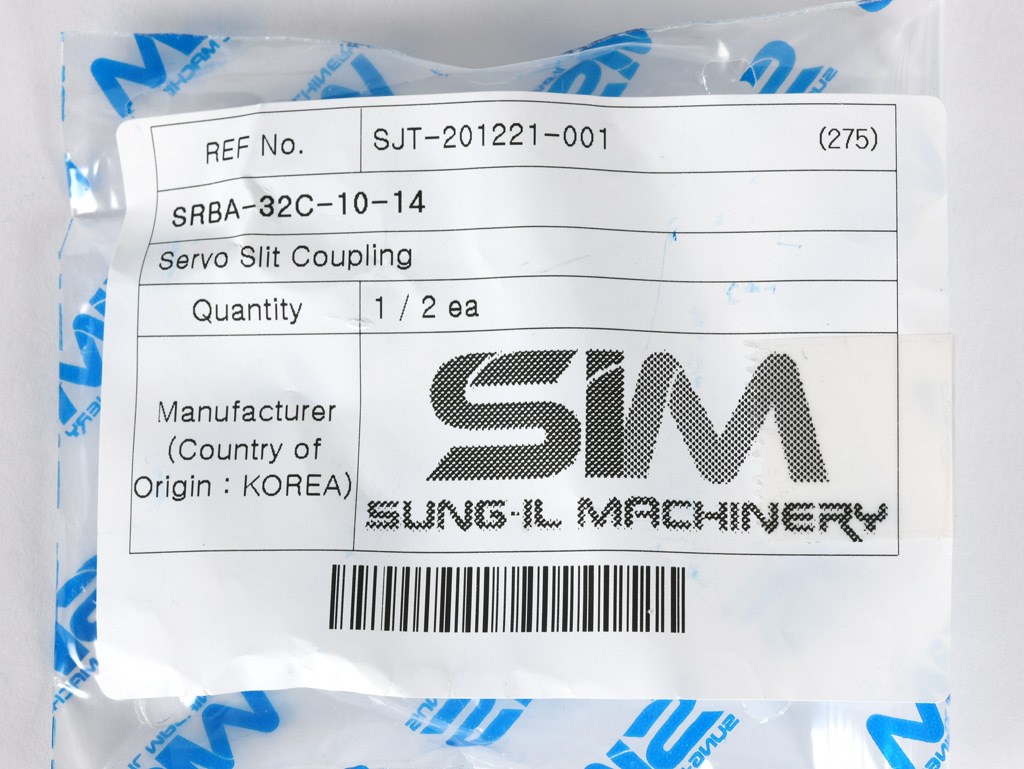 REF No. SJT-201221-001 (275)
SRBA-32C-10-14
Servo Slit Coupling
Quantity 1 / 2 ea
Manufacturer
(Country of
Origin : KOREA)
SIM
SUNG-IL MACHINERY